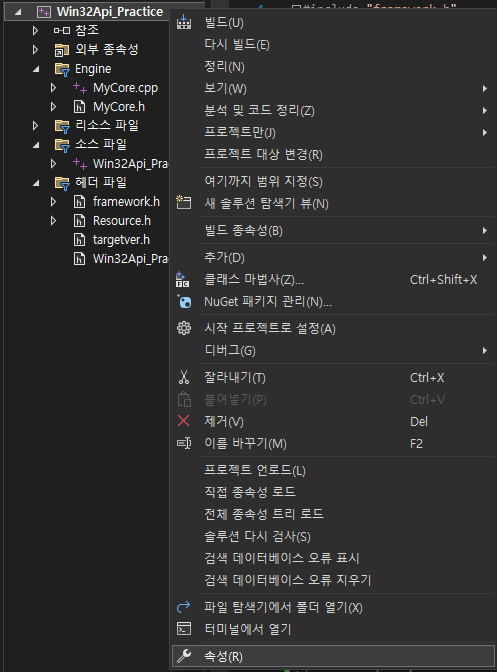 Win32Api_Practice
참조
외부 종속성
Engine
MyCore.cpp
MyCore.h
리소스 파일
소스 파일
Win32Api_Pra
헤더 파일
framework.h
Resource.h
targetver.h
Win32Api_Pra
#include "framework.h"
빌드(U)
다시 빌드(E)
정리(N)
보기(W)
분석 및 코드 정리(Z)
프로젝트만(J)
프로젝트 대상 변경(R)
여기까지 범위 지정(S)
새 솔루션 탐색기 뷰(N)
빌드 종속성(B)
추가(D)
클래스 마법사(Z)... Ctrl+Shift+X
NuGet 패키지 관리(N)...
시작 프로젝트로 설정(A)
디버그(G)
잘라내기(T) Ctrl+X
붙여넣기(P) Ctrl+V
제거(V) Del
이름 바꾸기(M) F2
프로젝트 언로드(L)
직접 종속성 로드
전체 종속성 트리 로드
솔루션 다시 검사(S)
검색 데이터베이스 오류 표시
검색 데이터베이스 오류 지우기
파일 탐색기에서 폴더 열기(X)
터미널에서 열기
속성(R)